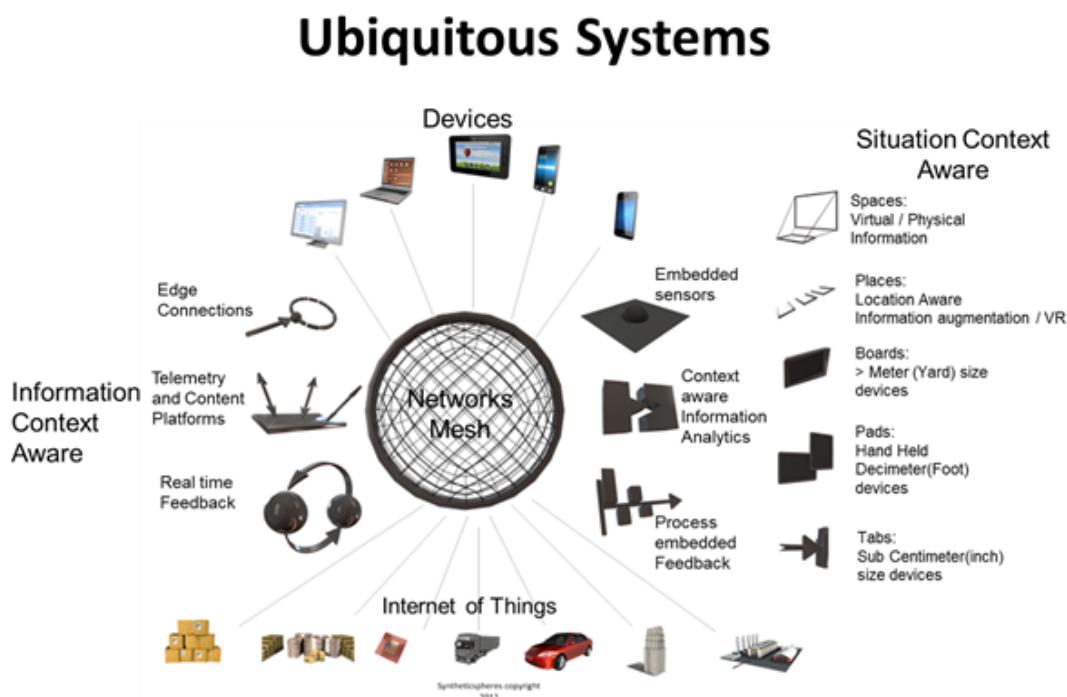 Ubiquitous Systems
Devices
Situation Context
Aware
Spaces:
Virtual / Physical
Information
Places:
Location Aware
Information augmentation / VR
Boards:
> Meter (Yard) size
devices
Pads:
Hand Held
Decimeter(Foot)
devices
Tabs:
Sub Centimeter(inch)
size devices
Edge
Connections
Embedded
sensors
Information
Context
Aware
Telemetry
and Content
Platforms
Networks
Mesh
Context
aware
Information
Analytics
Real time
Feedback
Process
embedded
Feedback
Internet of Things
Syntheticspheres copyright
2012